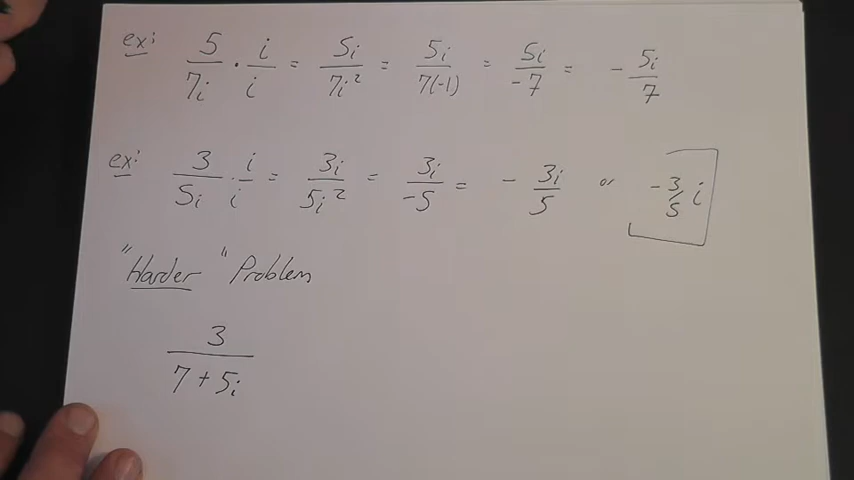 ex: 5/7i · i/i = 5i/7i² = 5i/7(-1) = 5i/-7 = - 5i/7
ex: 3/5i · i/i = 3i/5i² = 3i/-5 = - 3i/5 or -3/5 i
"Harder" Problem
3/7 + 5i